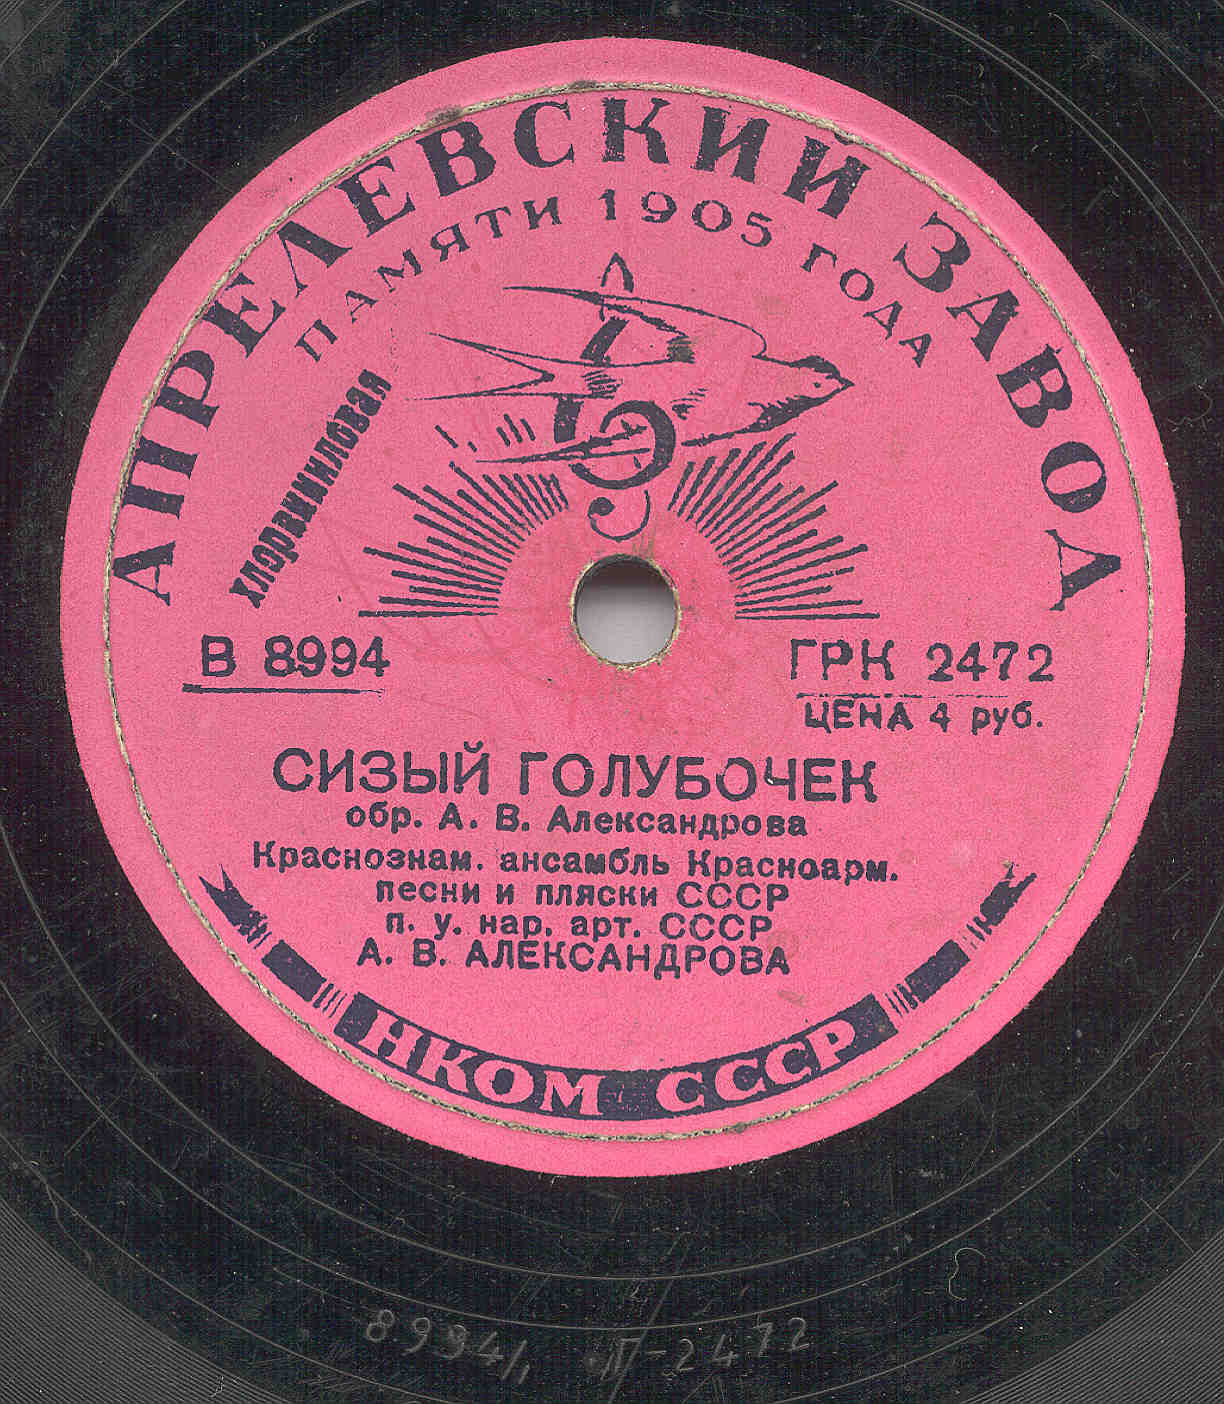 АПРЕЛЕВСКИЙ ЗАВОД
ПАМЯТИ 1905 ГОДА
хлорвиниловая
В 8994
ГРК 2472
ЦЕНА 4 руб.
СИЗЫЙ ГОЛУБОЧЕК
обр. А. В. Александрова
Краснознам. ансамбль Красноарм.
песни и пляски СССР
п. у. нар. арт. СССР
А. В. АЛЕКСАНДРОВА
НКОМ СССР
8994/
2472